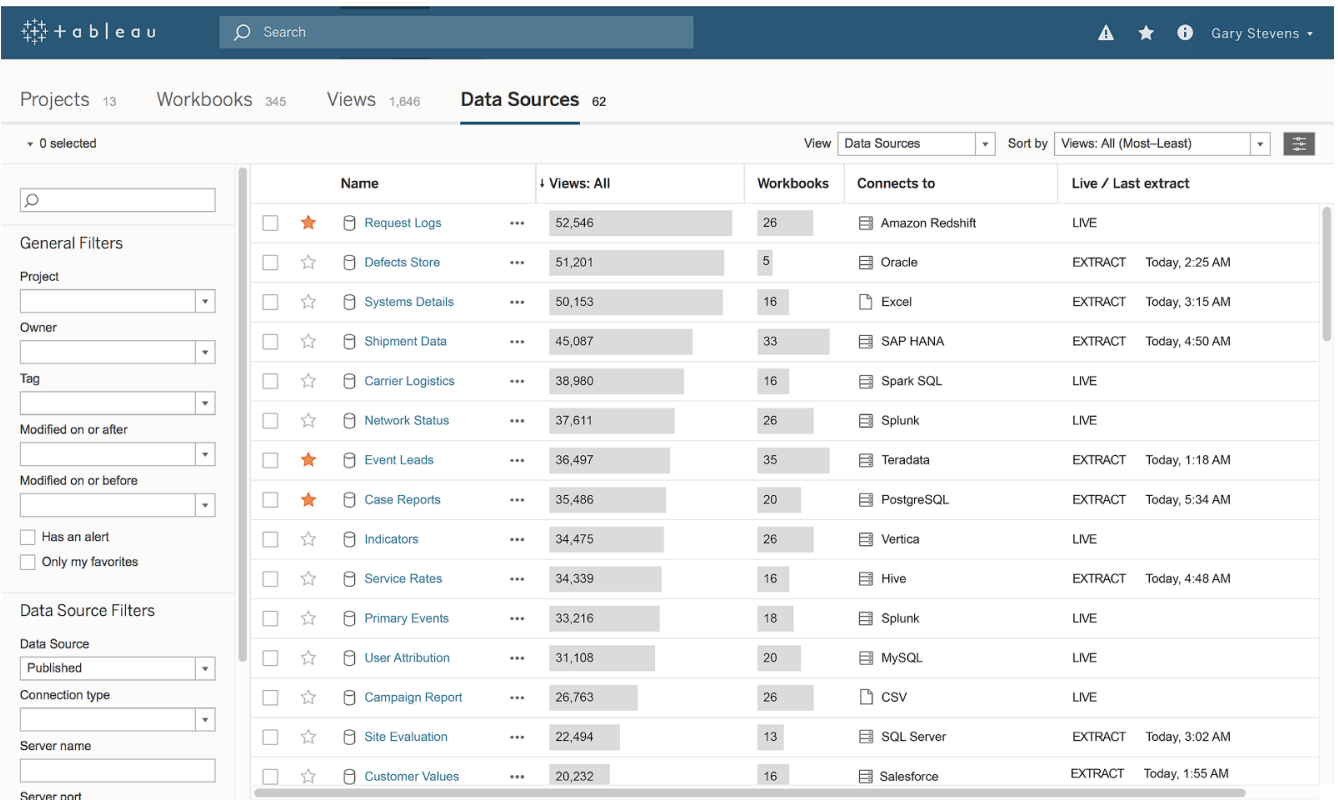 tableau Search Gary Stevens
Projects 13 Workbooks 345 Views 1,646 Data Sources 62
0 selected View Data Sources Sort by Views: All (Most–Least)
Name Views: All Workbooks Connects to Live / Last extract
General Filters
Project
Owner
Tag
Modified on or after
Modified on or before
Has an alert
Only my favorites
Data Source Filters
Data Source
Published
Connection type
Server name
Server port
Request Logs ••• 52,546 26 Amazon Redshift LIVE
Defects Store ••• 51,201 5 Oracle EXTRACT Today, 2:25 AM
Systems Details ••• 50,153 16 Excel EXTRACT Today, 3:15 AM
Shipment Data ••• 45,087 33 SAP HANA EXTRACT Today, 4:50 AM
Carrier Logistics ••• 38,980 16 Spark SQL LIVE
Network Status ••• 37,611 26 Splunk LIVE
Event Leads ••• 36,497 35 Teradata EXTRACT Today, 1:18 AM
Case Reports ••• 35,486 20 PostgreSQL EXTRACT Today, 5:34 AM
Indicators ••• 34,475 26 Vertica LIVE
Service Rates ••• 34,339 16 Hive EXTRACT Today, 4:48 AM
Primary Events ••• 33,216 18 Splunk LIVE
User Attribution ••• 31,108 20 MySQL LIVE
Campaign Report ••• 26,763 26 CSV LIVE
Site Evaluation ••• 22,494 13 SQL Server EXTRACT Today, 3:02 AM
Customer Values ••• 20,232 16 Salesforce EXTRACT Today, 1:55 AM